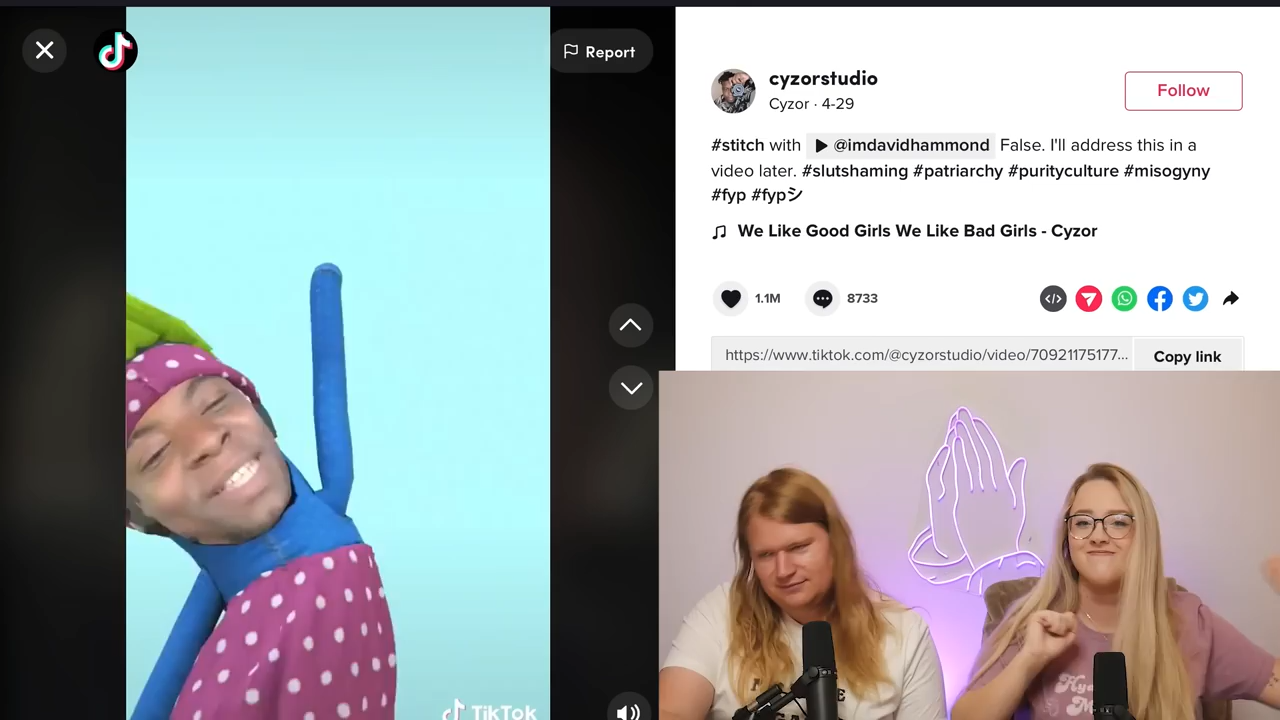 Report
cyzorstudio
Cyzor · 4-29
Follow
#stitch with ▶ @imdavidhammond False. I'll address this in a
video later. #slutshaming #patriarchy #purityculture #misogyny
#fyp #fypシ
We Like Good Girls We Like Bad Girls - Cyzor
1.1M
8733
https://www.tiktok.com/@cyzorstudio/video/70921175177...
Copy link
TikTok